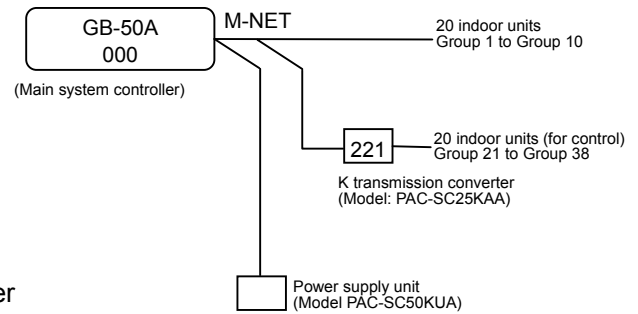 GB-50A
000
(Main system controller)
M-NET
20 indoor units
Group 1 to Group 10
221
20 indoor units (for control)
Group 21 to Group 38
K transmission converter
(Model: PAC-SC25KAA)
er
Power supply unit
(Model PAC-SC50KUA)